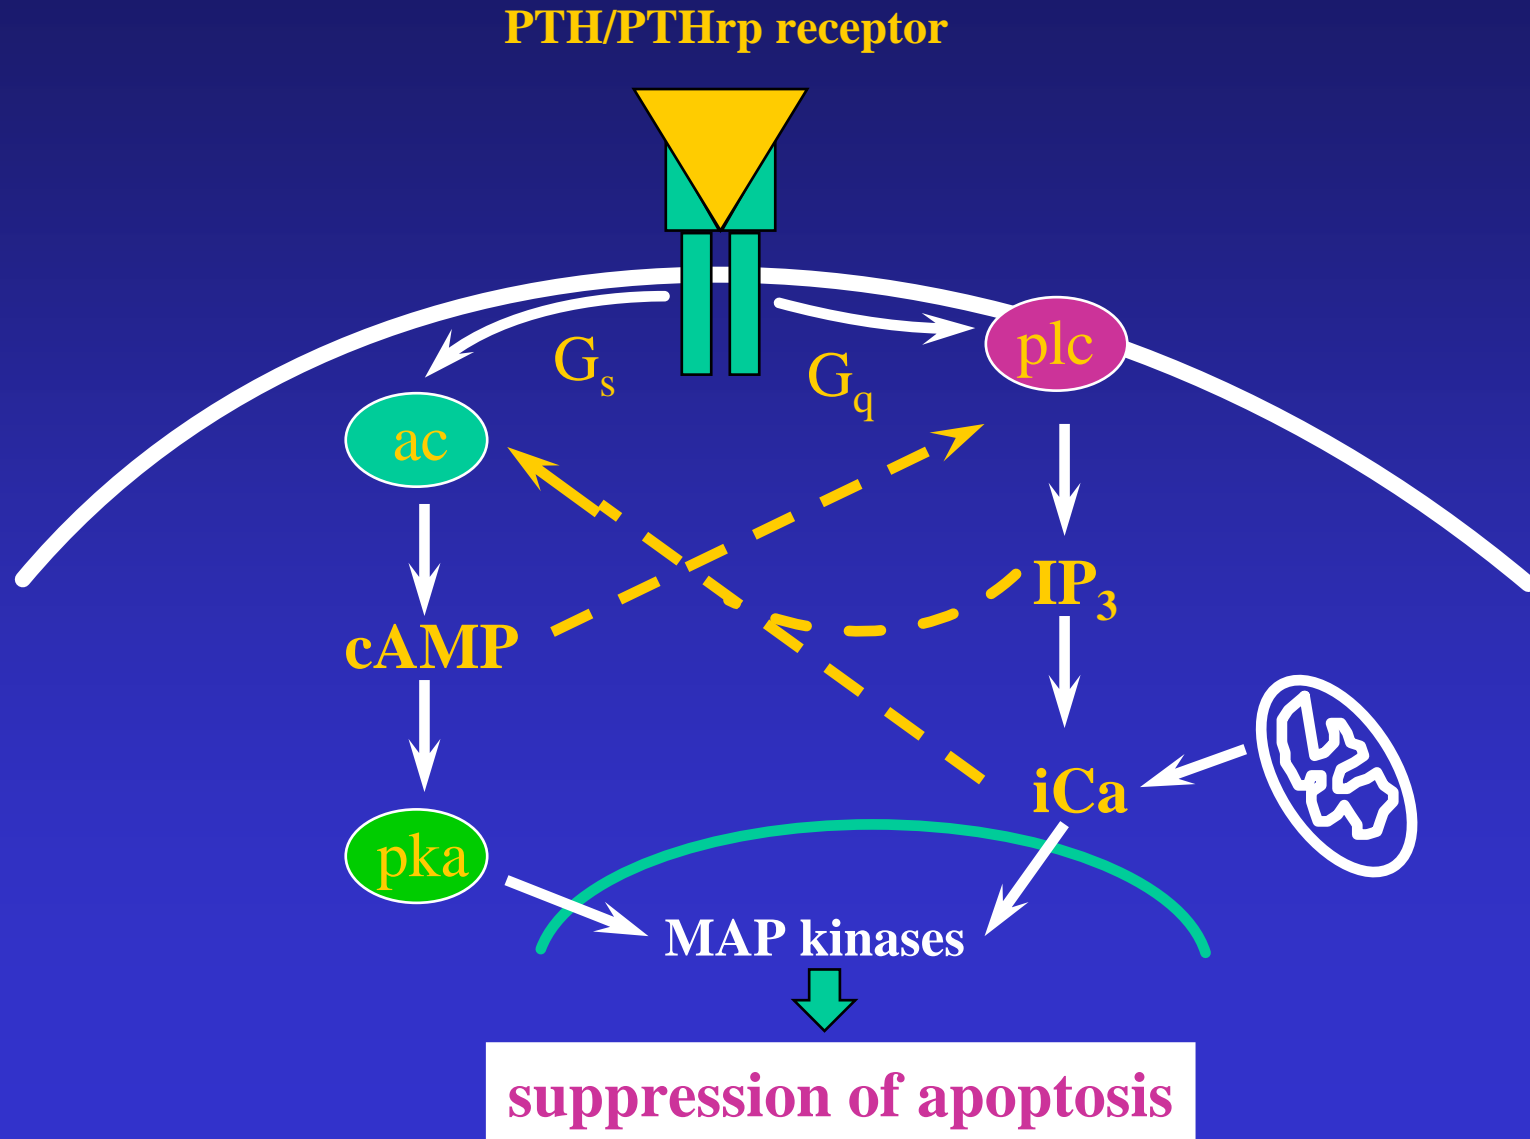 PTH/PTHrp receptor
Gs
Gq
plc
ac
IP3
cAMP
iCa
pka
MAP kinases
suppression of apoptosis